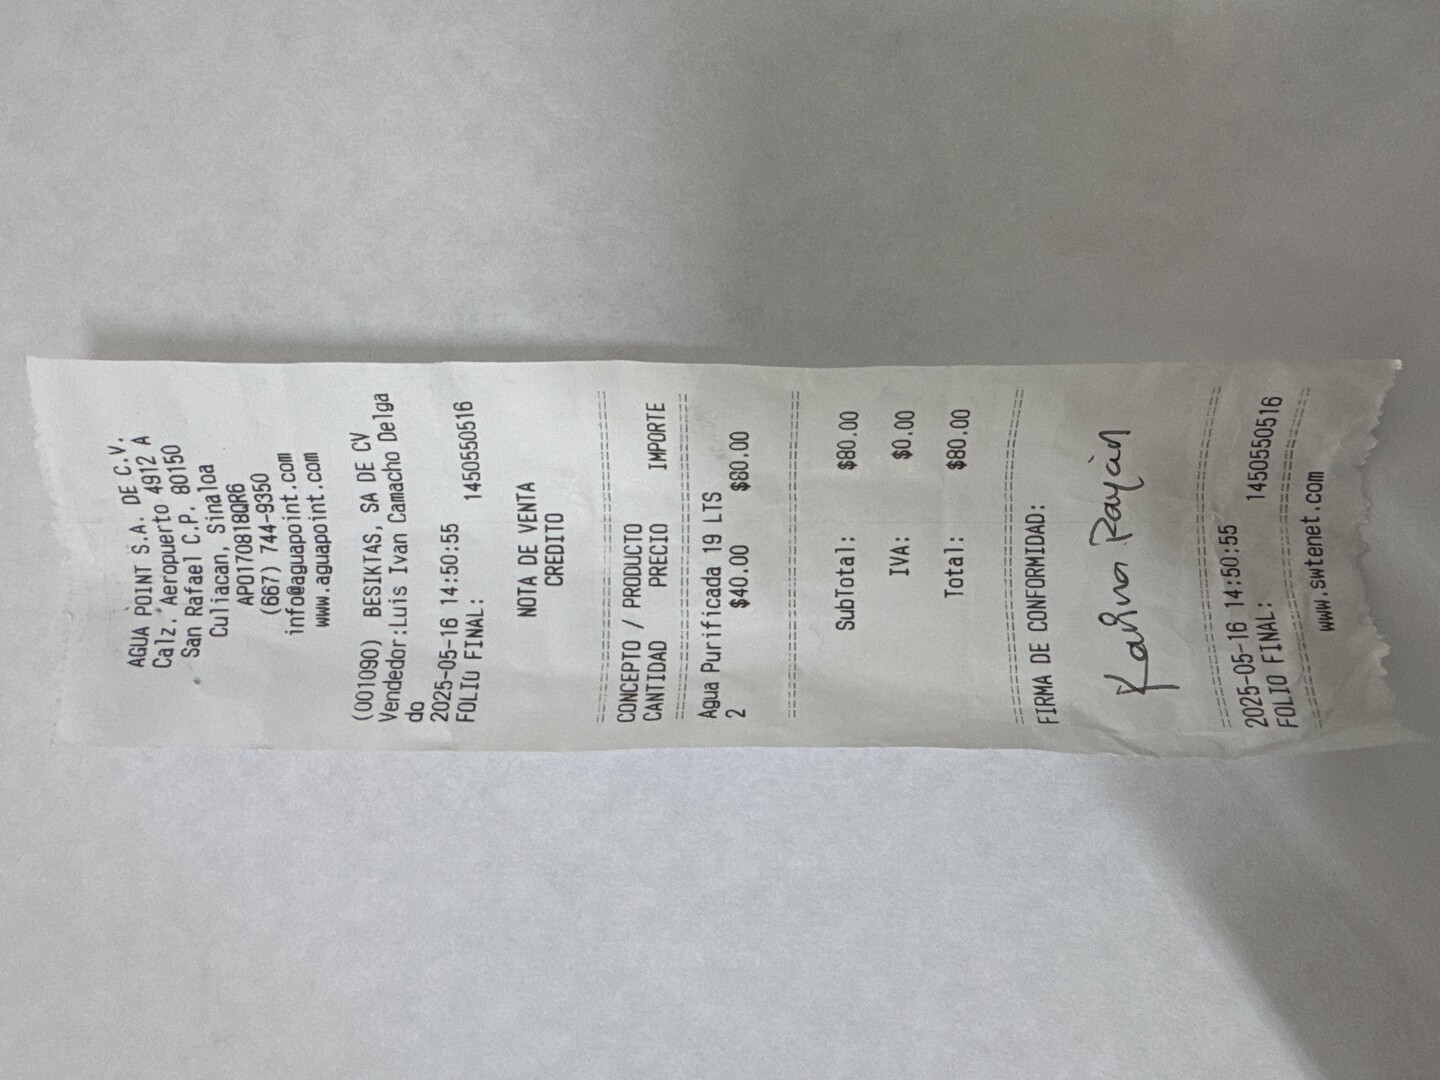 AGUA POINT S.A. DE C.V.
Calz. Aeropuerto 4912 A
San Rafael C.P. 80150
Culiacan, Sinaloa
APO170818QR6
(667) 744-9350
info@aguapoint.com
www.aguapoint.com
(001090) BESIKTAS, SA DE CV
Vendedor:Luis Ivan Camacho Delga
do
2025-05-16 14:50:55
FOLIO FINAL: 1450550516
NOTA DE VENTA
CREDITO
CONCEPTO / PRODUCTO
CANTIDAD PRECIO IMPORTE
Agua Purificada 19 LTS
2 $40.00 $80.00
SubTotal: $80.00
IVA: $0.00
Total: $80.00
FIRMA DE CONFORMIDAD:
Karina Payán
2025-05-16 14:50:55
FOLIO FINAL: 1450550516
www.swtenet.com